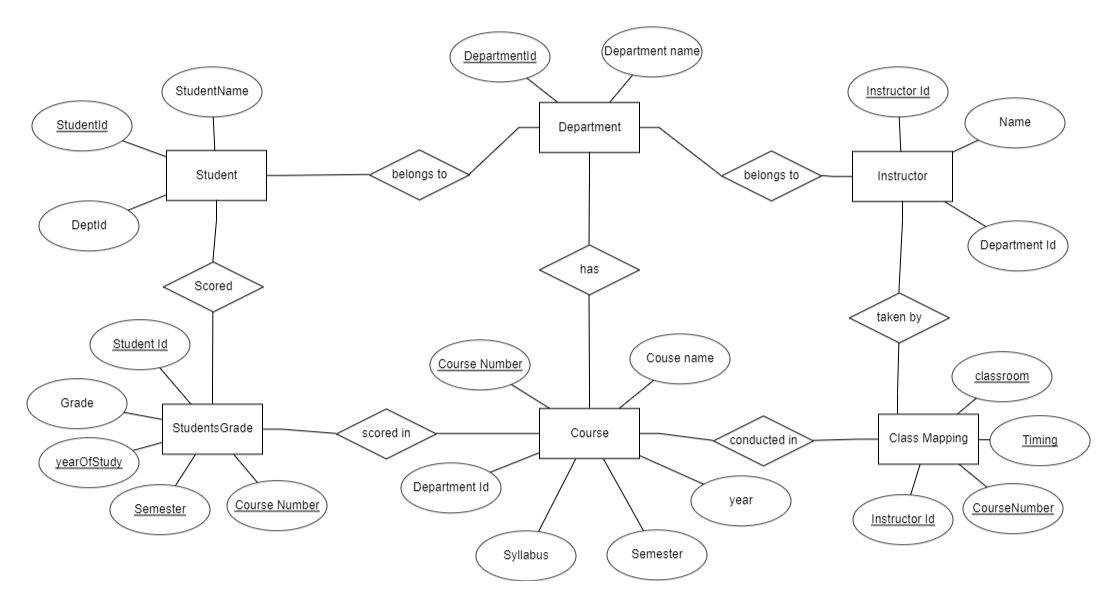 DepartmentId
Department name
StudentName
Instructor Id
StudentId
Name
Department
Student
belongs to
belongs to
Instructor
DeptId
Department Id
has
Scored
taken by
Student Id
Course Number
Couse name
classroom
Grade
StudentsGrade
scored in
Course
conducted in
Class Mapping
Timing
yearOfStudy
Department Id
year
Semester
Course Number
Instructor Id
CourseNumber
Syllabus
Semester